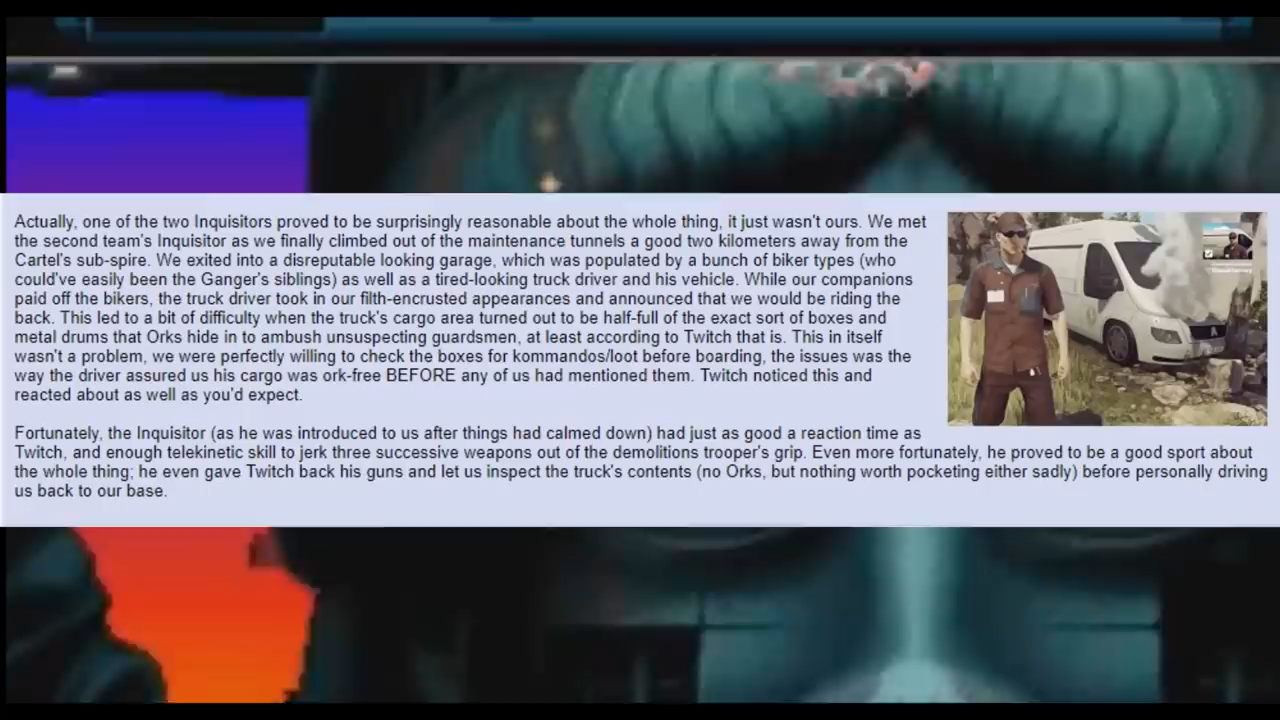 Actually, one of the two Inquisitors proved to be surprisingly reasonable about the whole thing, it just wasn't ours. We met
the second team's Inquisitor as we finally climbed out of the maintenance tunnels a good two kilometers away from the
Cartel's sub-spire. We exited into a disreputable looking garage, which was populated by a bunch of biker types (who
could've easily been the Ganger's siblings) as well as a tired-looking truck driver and his vehicle. While our companions
paid off the bikers, the truck driver took in our filth-encrusted appearances and announced that we would be riding the
back. This led to a bit of difficulty when the truck's cargo area turned out to be half-full of the exact sort of boxes and
metal drums that Orks hide in to ambush unsuspecting guardsmen, at least according to Twitch that is. This in itself
wasn't a problem, we were perfectly willing to check the boxes for kommandos/loot before boarding, the issues was the
way the driver assured us his cargo was ork-free BEFORE any of us had mentioned them. Twitch noticed this and
reacted about as well as you'd expect.
Fortunately, the Inquisitor (as he was introduced to us after things had calmed down) had just as good a reaction time as
Twitch, and enough telekinetic skill to jerk three successive weapons out of the demolitions trooper's grip. Even more fortunately, he proved to be a good sport about
the whole thing; he even gave Twitch back his guns and let us inspect the truck's contents (no Orks, but nothing worth pocketing either sadly) before personally driving
us back to our base.